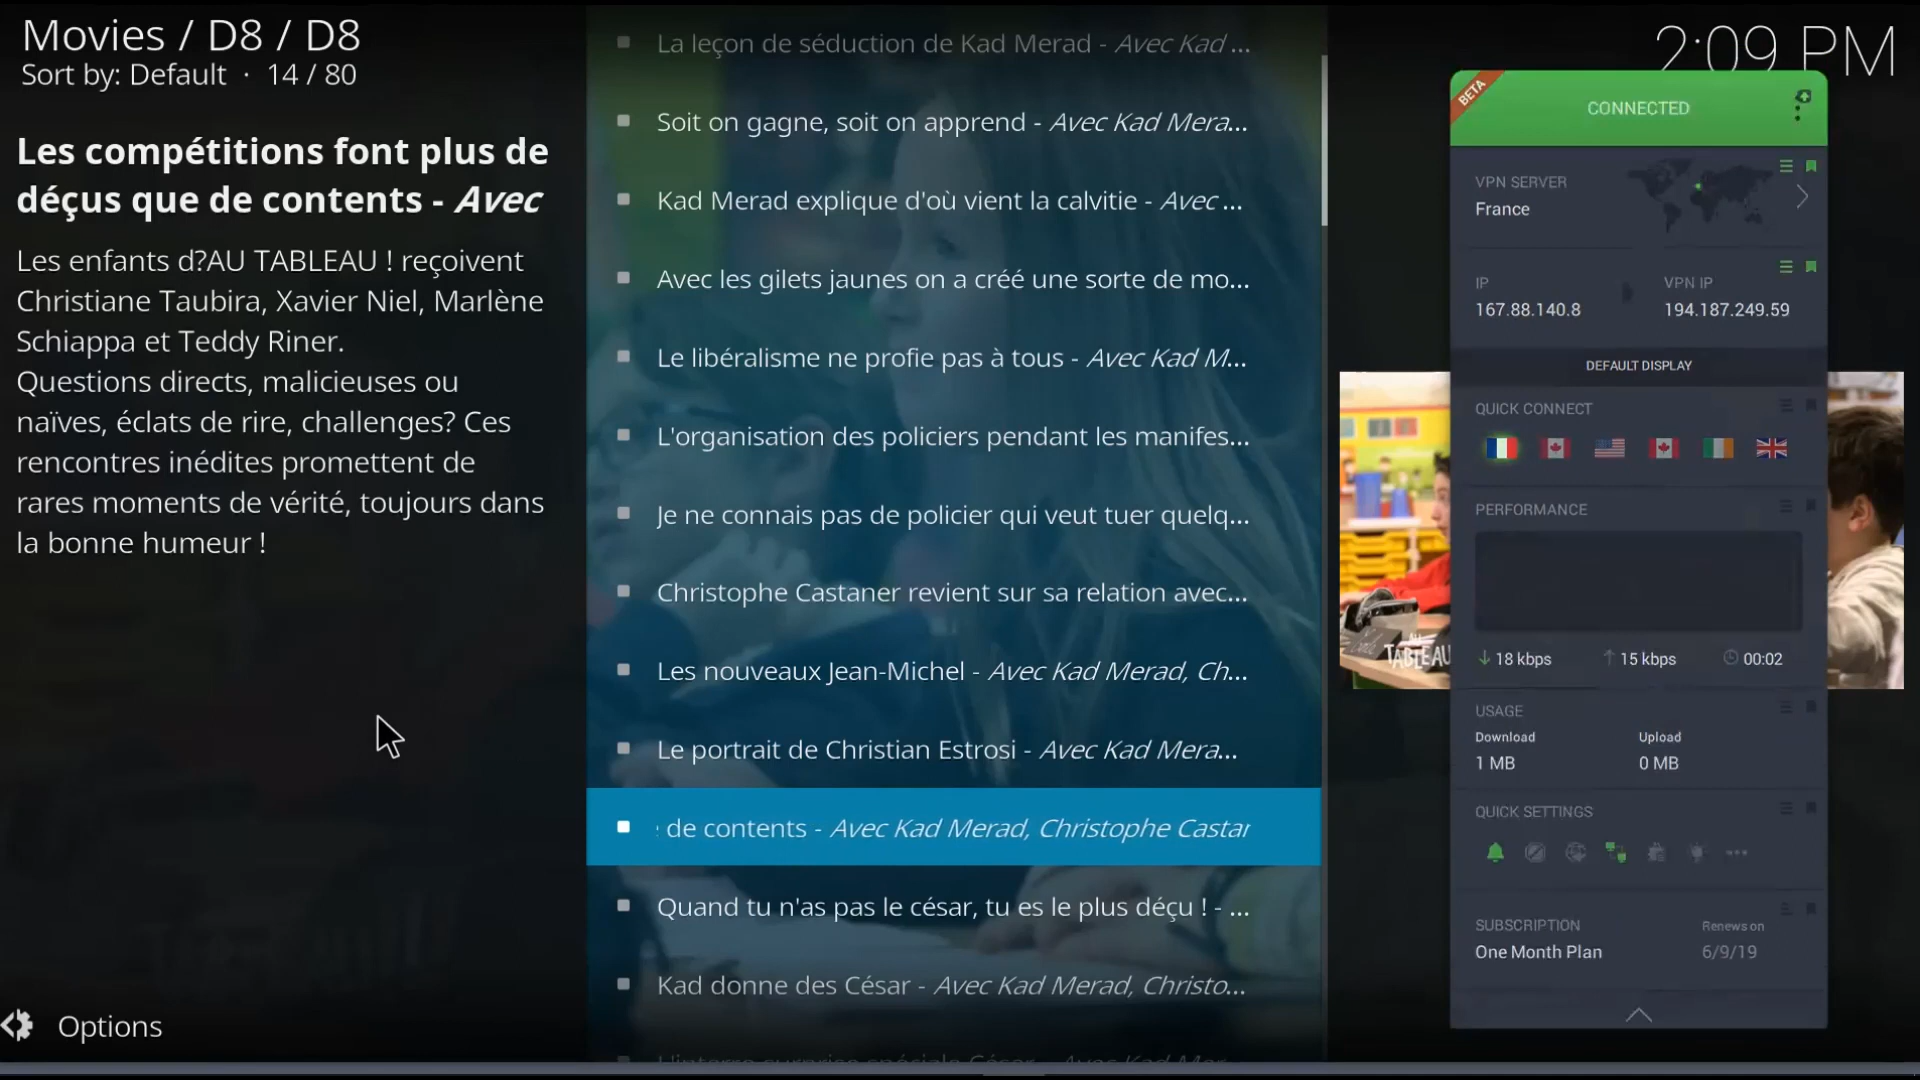 Movies / D8 / D8
Sort by: Default · 14 / 80
2:09 PM
Les compétitions font plus de
déçus que de contents - Avec
Les enfants d?AU TABLEAU ! reçoivent
Christiane Taubira, Xavier Niel, Marlène
Schiappa et Teddy Riner.
Questions directs, malicieuses ou
naïves, éclats de rire, challenges? Ces
rencontres inédites promettent de
rares moments de vérité, toujours dans
la bonne humeur !
Options
La leçon de séduction de Kad Merad - Avec Kad ...
Soit on gagne, soit on apprend - Avec Kad Mera...
Kad Merad explique d'où vient la calvitie - Avec ...
Avec les gilets jaunes on a créé une sorte de mo...
Le libéralisme ne profie pas à tous - Avec Kad M...
L'organisation des policiers pendant les manifes...
Je ne connais pas de policier qui veut tuer quelq...
Christophe Castaner revient sur sa relation avec...
Les nouveaux Jean-Michel - Avec Kad Merad, Ch...
Le portrait de Christian Estrosi - Avec Kad Mera...
de contents - Avec Kad Merad, Christophe Castar
Quand tu n'as pas le césar, tu es le plus déçu ! - ...
Kad donne des César - Avec Kad Merad, Christo...
L'interro surprise spéciale César - Avec Kad Mer...
BETA
CONNECTED
VPN SERVER
France
IP
167.88.140.8
VPN IP
194.187.249.59
DEFAULT DISPLAY
QUICK CONNECT
PERFORMANCE
18 kbps
15 kbps
00:02
USAGE
Download
Upload
1 MB
0 MB
QUICK SETTINGS
SUBSCRIPTION
Renews on
One Month Plan
6/9/19
AU
TABLEAU